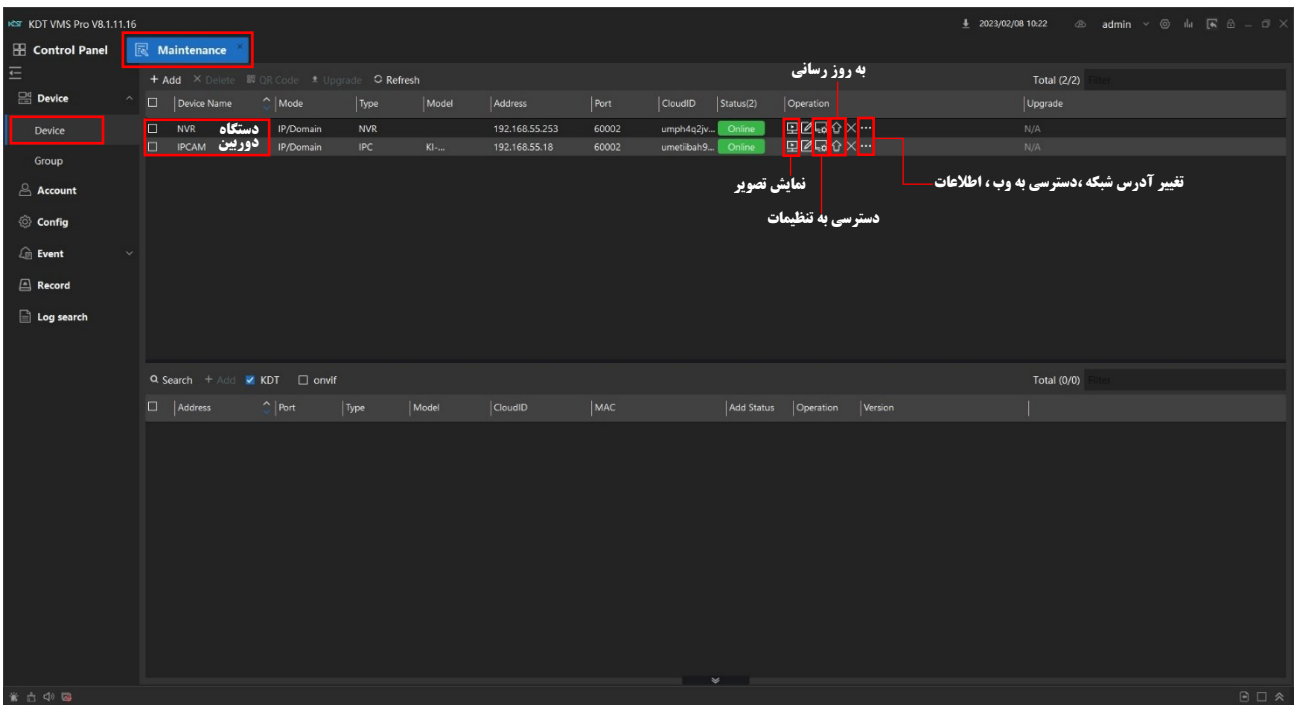 KDT VMS Pro V8.1.11.16 2023/02/08 10:22 admin
Control Panel Maintenance
+ Add Delete QR Code Upgrade Refresh به روز رسانی Total (2/2) Filter
Device Device Name Mode Type Model Address Port CloudID Status(2) Operation Upgrade
Device NVR دستگاه IP/Domain NVR 192.168.55.253 60002 umph4q2jv... Online N/A
IPCAM دوربین IP/Domain IPC KI-... 192.168.55.18 60002 umetiibah9... Online N/A
Group
Account نمایش تصویر تغییر آدرس شبکه ،دسترسی به وب ، اطلاعات
Config دسترسی به تنظیمات
Event
Record
Log search
Search + Add KDT onvif Total (0/0) Filter
Address Port Type Model CloudID MAC Add Status Operation Version